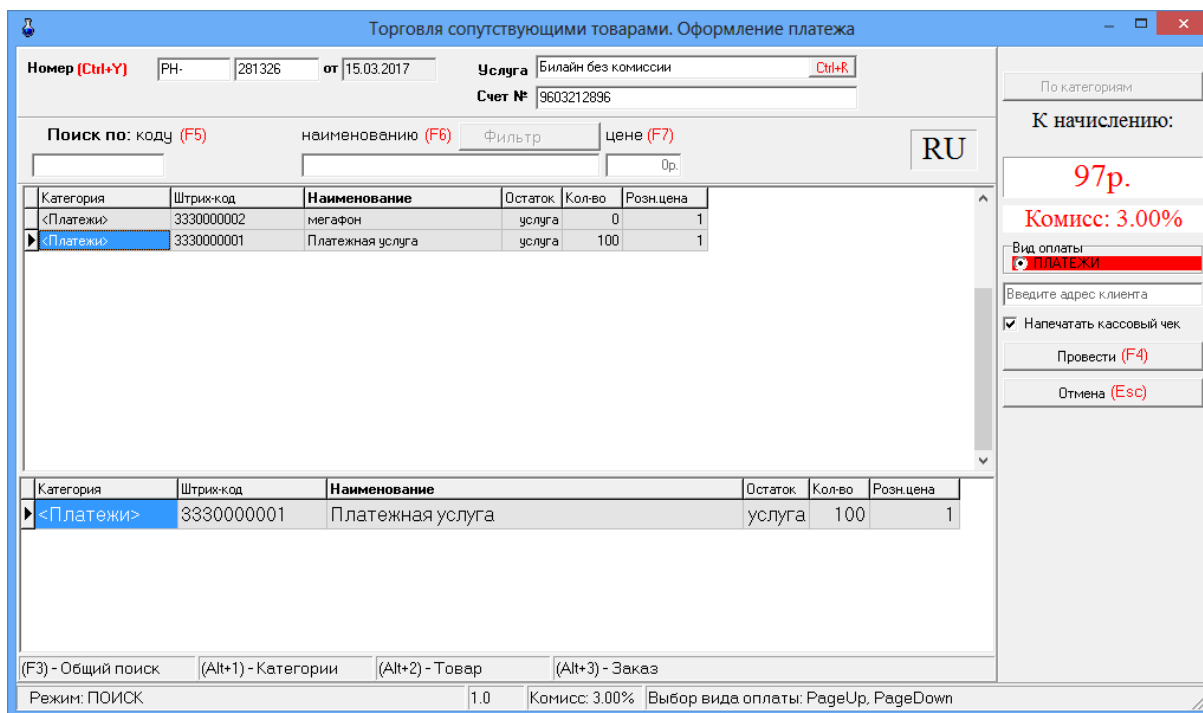 Торговля сопутствующими товарами. Оформление платежа
Номер (Ctrl+Y) РН- 281326 от 15.03.2017 Услуга Билайн без комиссии Ctrl+R
Счет № 9603212896
По категориям
К начислению:
Поиск по: коду (F5) наименованию (F6) Фильтр цене (F7)
0р.
RU
97р.
Комисс: 3.00%
Категория Штрих-код Наименование Остаток Кол-во Розн.цена
<Платежи> 3330000002 мегафон услуга 0 1
<Платежи> 3330000001 Платежная услуга услуга 100 1
Вид оплаты
ПЛАТЕЖИ
Введите адрес клиента
Напечатать кассовый чек
Провести (F4)
Отмена (Esc)
Категория Штрих-код Наименование Остаток Кол-во Розн.цена
<Платежи> 3330000001 Платежная услуга услуга 100 1
(F3) - Общий поиск (Alt+1) - Категории (Alt+2) - Товар (Alt+3) - Заказ
Режим: ПОИСК 1.0 Комисс: 3.00% Выбор вида оплаты: PageUp, PageDown